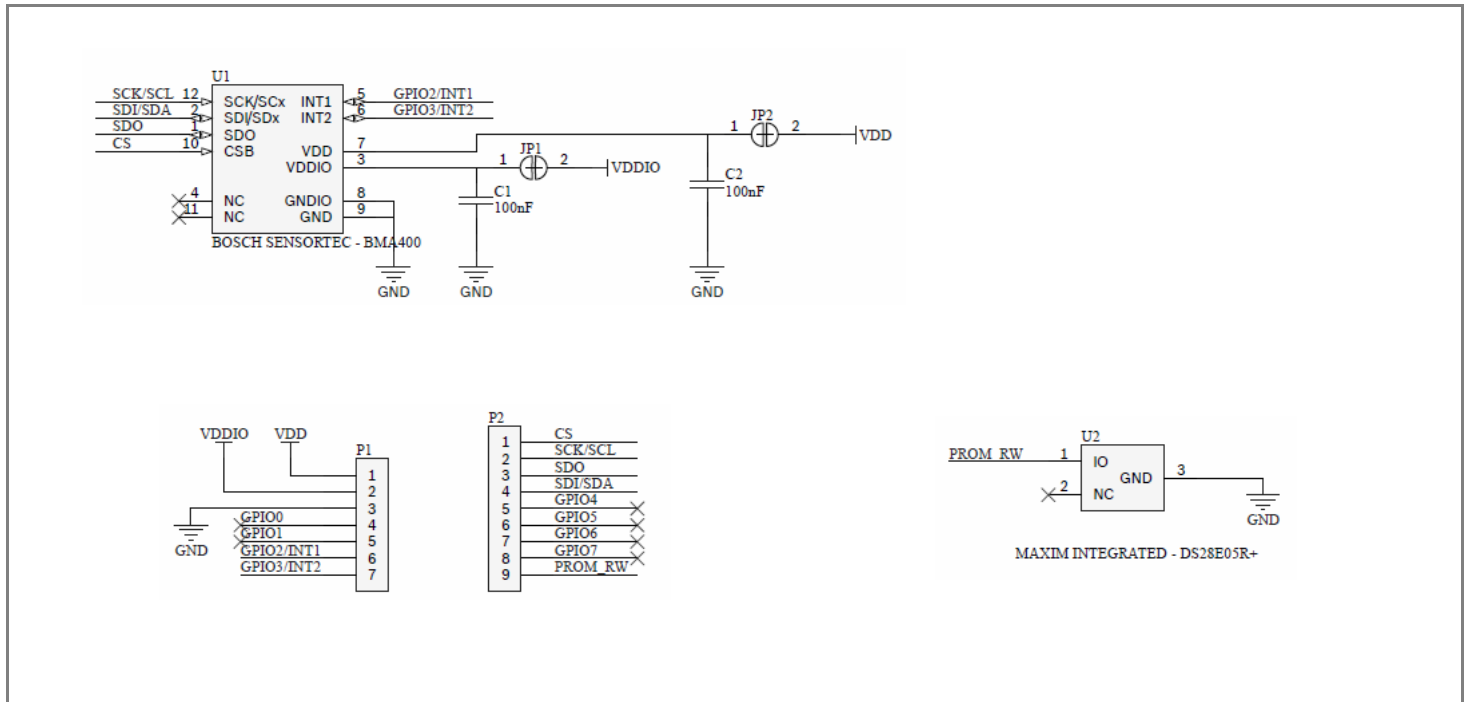 U1
SCK/SCL 12 SCK/SCx INT1 5 GPIO2/INT1
SDI/SDA 2 SDI/SDx INT2 6 GPIO3/INT2
SDO 1 SDO
CS 10 CSB VDD 7
VDDIO 3
4 NC GNDIO 8
11 NC GND 9
BOSCH SENSORTEC - BMA400
GND
JP1
1 2 VDDIO
C1
100nF
GND
JP2
1 2 VDD
C2
100nF
GND
VDDIO VDD
P1
1
2
3
GND
GPIO0 4
GPIO1 5
GPIO2/INT1 6
GPIO3/INT2 7
P2
1 CS
2 SCK/SCL
3 SDO
4 SDI/SDA
5 GPIO4
6 GPIO5
7 GPIO6
8 GPIO7
9 PROM_RW
U2
PROM_RW 1 IO
GND 3
2 NC
GND
MAXIM INTEGRATED - DS28E05R+